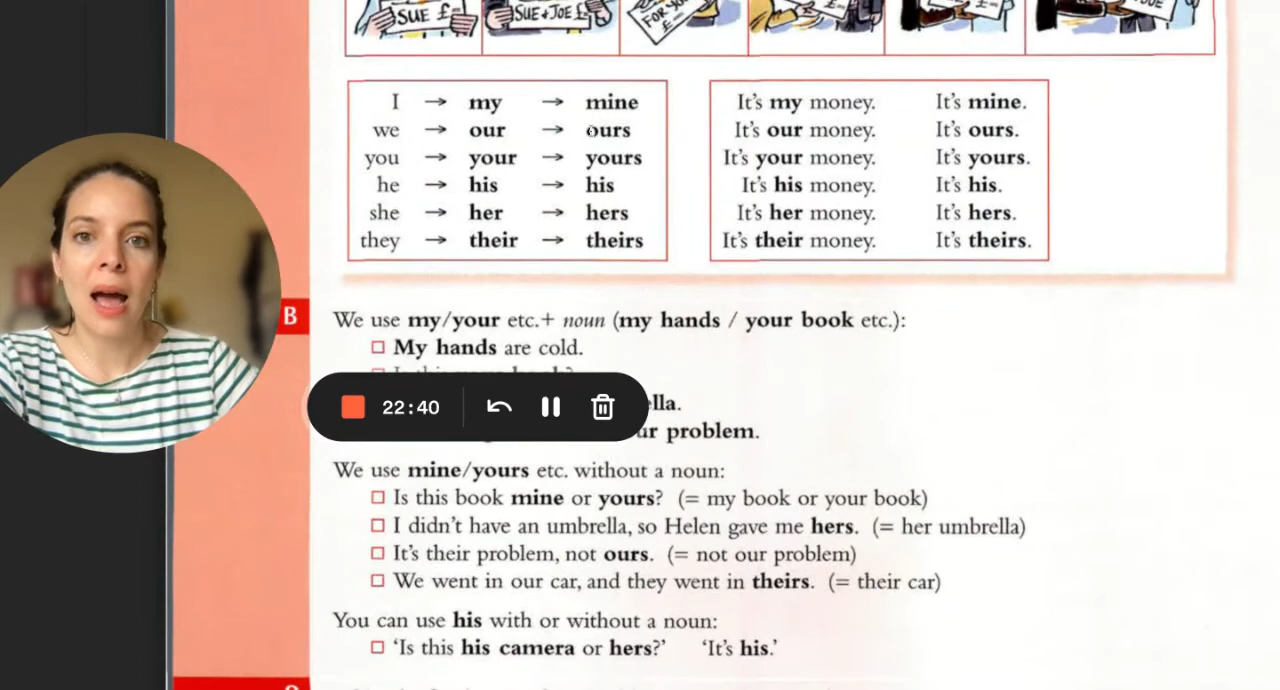 SUE £–
SUE+JOE £
FOR YOU £–
£–
£–
I → my → mine
we → our → ours
you → your → yours
he → his → his
she → her → hers
they → their → theirs
It's my money. It's mine.
It's our money. It's ours.
It's your money. It's yours.
It's his money. It's his.
It's her money. It's hers.
It's their money. It's theirs.
B
We use my/your etc.+ noun (my hands / your book etc.):
My hands are cold.
22:40
problem.
We use mine/yours etc. without a noun:
Is this book mine or yours? (= my book or your book)
I didn't have an umbrella, so Helen gave me hers. (= her umbrella)
It's their problem, not ours. (= not our problem)
We went in our car, and they went in theirs. (= their car)
You can use his with or without a noun:
'Is this his camera or hers?' 'It's his.'